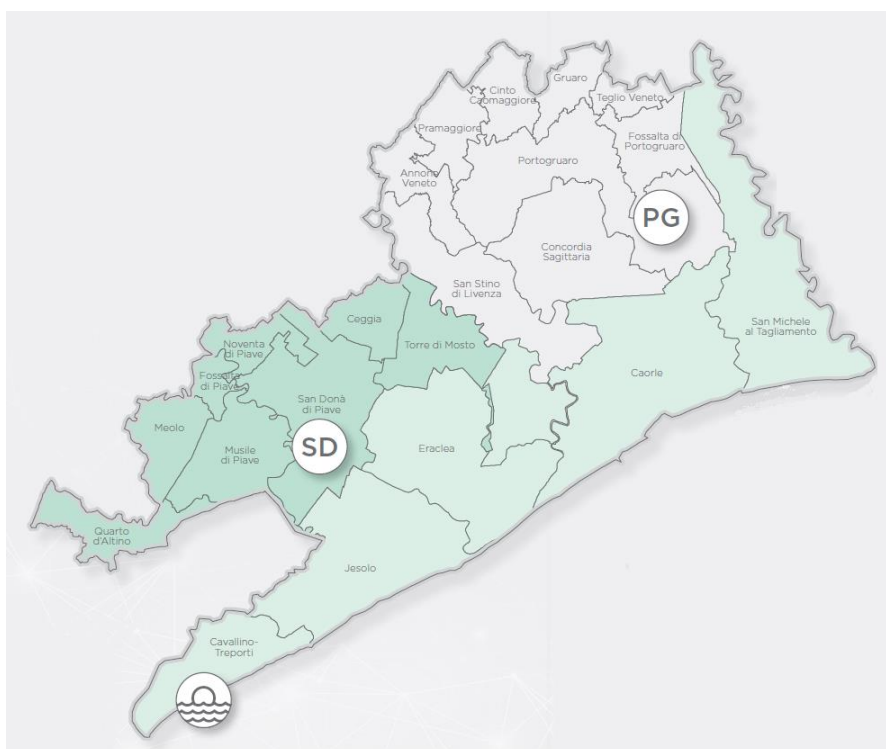 Gruaro
Cinto
Caomaggiore
Teglio Veneto
Pramaggiore
Fossalta di
Portogruaro
Portogruaro
Annone
Veneto
PG
Concordia
Sagittaria
San Stino
di Livenza
Ceggia
San Michele
al Tagliamento
Noventa
di Piave
Torre di Mosto
Caorle
Fossalta
di Piave
San Donà
di Piave
Meolo
Musile
di Piave
SD
Eraclea
Quarto
d'Altino
Jesolo
Cavallino-
Treporti